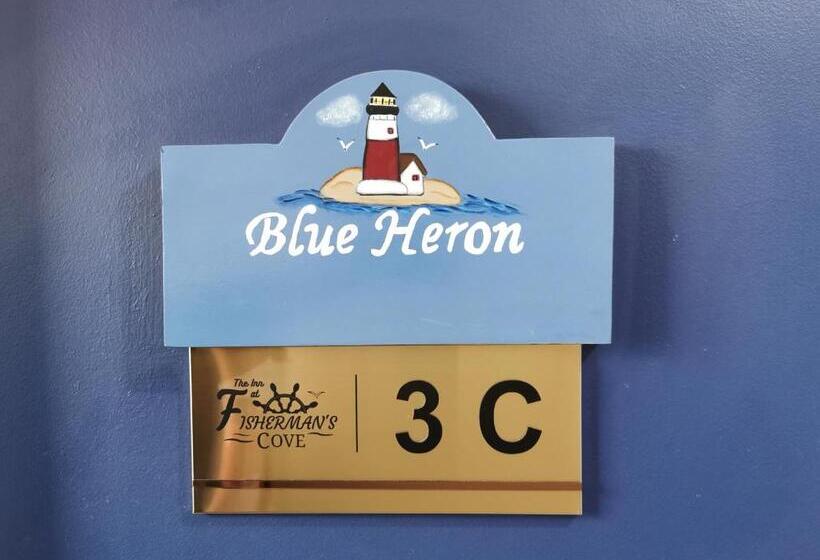 Blue Heron
The Inn
at
FISHERMAN'S
COVE
3 C